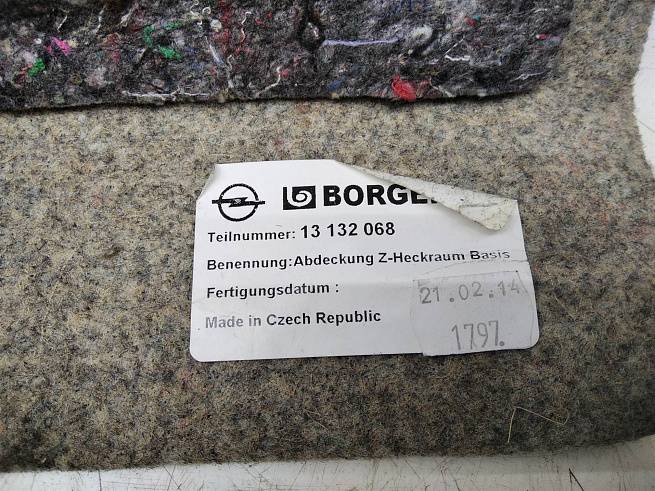 BORGE
Teilnummer: 13 132 068
Benennung:Abdeckung Z-Heckraum Basis
Fertigungsdatum :
21.02.14
Made in Czech Republic
1797.